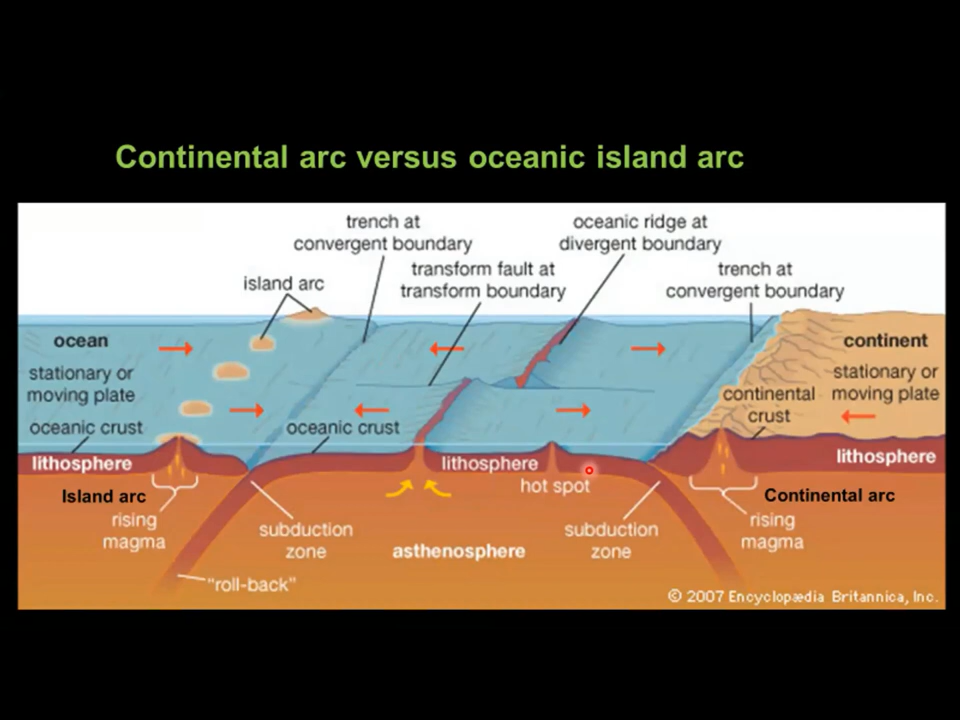 Continental arc versus oceanic island arc
trench at
convergent boundary
oceanic ridge at
divergent boundary
transform fault at
transform boundary
trench at
convergent boundary
island arc
ocean
stationary or
moving plate
oceanic crust
oceanic crust
continent
stationary or
moving plate
continental
crust
lithosphere
lithosphere
lithosphere
hot spot
Island arc
Continental arc
rising
magma
subduction
zone
asthenosphere
subduction
zone
rising
magma
"roll-back"
© 2007 Encyclopædia Britannica, Inc.